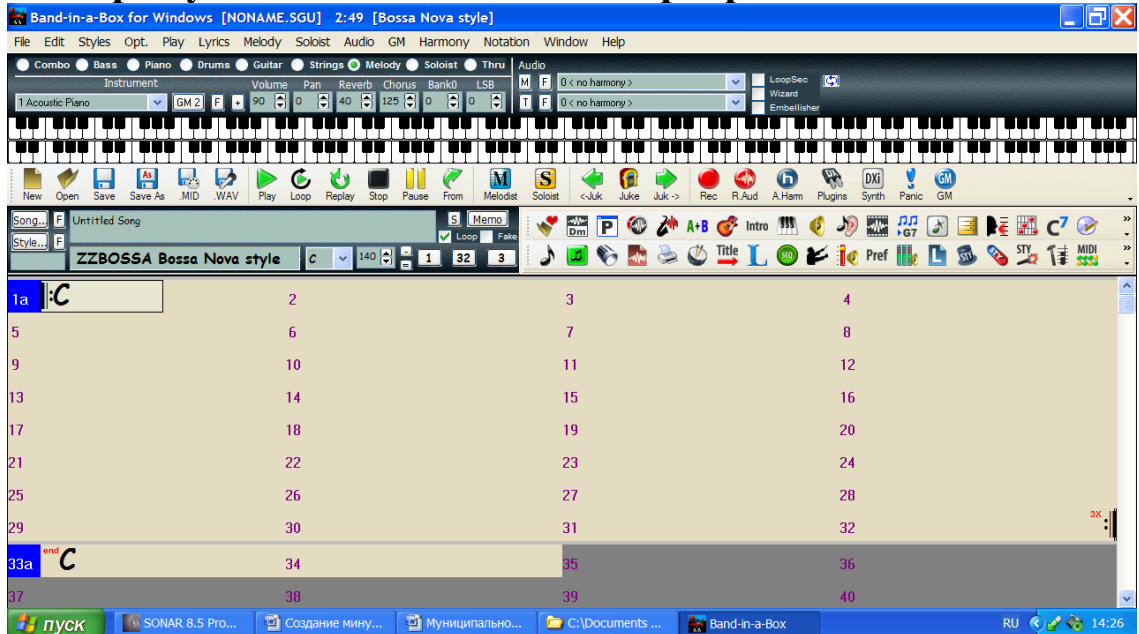 Band-in-a-Box for Windows [NONAME.SGU] 2:49 [Bossa Nova style]
File Edit Styles Opt. Play Lyrics Melody Soloist Audio GM Harmony Notation Window Help
Combo Bass Piano Drums Guitar Strings Melody Soloist Thru Audio
Instrument Volume Pan Reverb Chorus Bank0 LSB M F 0 < no harmony > LoopSec
Wizard
1 Acoustic Piano GM 2 F + 90 0 40 125 0 0 T F 0 < no harmony > Embellisher
New Open Save Save As .MID .WAV Play Loop Replay Stop Pause From Melodist Soloist <-Juk Juke Juk-> Rec R.Aud A.Harm Plugins Synth Panic GM
Song... F Untitled Song S Memo
Loop Fake
Style... F
ZZBOSSA Bossa Nova style C 140 1 32 3
Dm P A+B Intro G7 C7
Title L SEQ Pref L STY MIDI
1a C 2 3 4
5 6 7 8
9 10 11 12
13 14 15 16
17 18 19 20
21 22 23 24
25 26 27 28
29 30 31 32 3X
33a end C 34 35 36
37 38 39 40
пуск SONAR 8.5 Pro... Создание мину... Муниципально... C:\Documents ... Band-in-a-Box RU 14:26